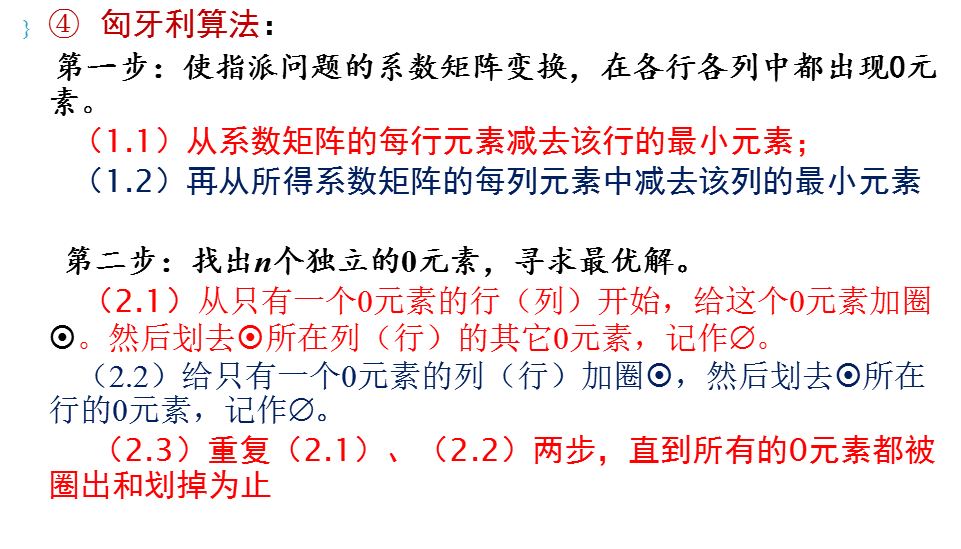 } ④ 匈牙利算法：
第一步：使指派问题的系数矩阵变换，在各行各列中都出现0元
素。
（1.1）从系数矩阵的每行元素减去该行的最小元素；
（1.2）再从所得系数矩阵的每列元素中减去该列的最小元素
第二步：找出n个独立的0元素，寻求最优解。
（2.1）从只有一个0元素的行（列）开始，给这个0元素加圈
⊙。然后划去⊙所在列（行）的其它0元素，记作∅。
（2.2）给只有一个0元素的列（行）加圈⊙，然后划去⊙所在
行的0元素，记作∅。
（2.3）重复（2.1）、（2.2）两步，直到所有的0元素都被
圈出和划掉为止